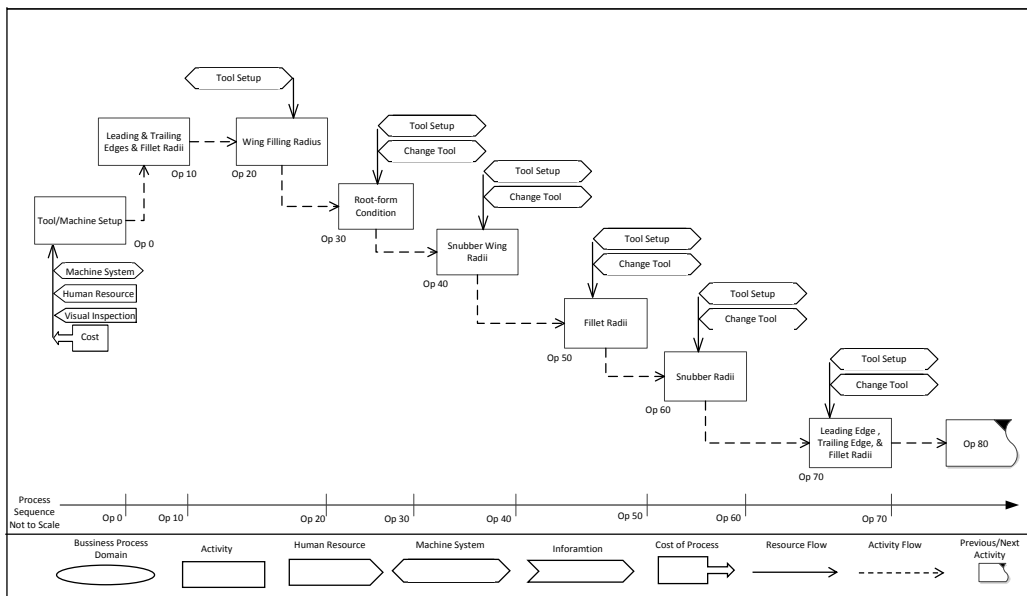 Tool Setup
Leading & Trailing
Edges & Fillet Radii
Op 10
Wing Filling Radius
Op 20
Tool Setup
Change Tool
Root-form
Condition
Op 30
Tool Setup
Change Tool
Snubber Wing
Radii
Op 40
Tool/Machine Setup
Op 0
Machine System
Human Resource
Visual Inspection
Cost
Tool Setup
Change Tool
Fillet Radii
Op 50
Tool Setup
Change Tool
Snubber Radii
Op 60
Tool Setup
Change Tool
Leading Edge ,
Trailing Edge, &
Fillet Radii
Op 70
Op 80
Process
Sequence
Not to Scale
Op 0
Op 10
Op 20
Op 30
Op 40
Op 50
Op 60
Op 70
Bussiness Process
Domain
Activity
Human Resource
Machine System
Inforamtion
Cost of Process
Resource Flow
Activity Flow
Previous/Next
Activity